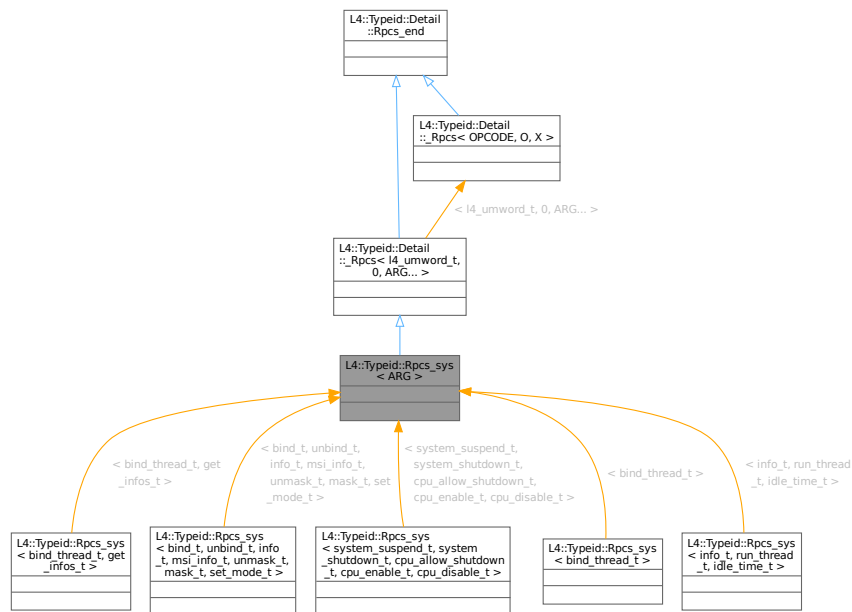 L4::Typeid::Detail
::Rpcs_end
L4::Typeid::Detail
::_Rpcs< OPCODE, O, X >
< l4_umword_t, 0, ARG... >
L4::Typeid::Detail
::_Rpcs< l4_umword_t,
0, ARG... >
L4::Typeid::Rpcs_sys
< ARG >
< bind_thread_t, get
_infos_t >
< bind_t, unbind_t,
info_t, msi_info_t,
unmask_t, mask_t, set
_mode_t >
< system_suspend_t,
system_shutdown_t,
cpu_allow_shutdown_t,
cpu_enable_t, cpu_disable_t >
< bind_thread_t >
< info_t, run_thread
_t, idle_time_t >
L4::Typeid::Rpcs_sys
< bind_thread_t, get
_infos_t >
L4::Typeid::Rpcs_sys
< bind_t, unbind_t, info
_t, msi_info_t, unmask_t,
mask_t, set_mode_t >
L4::Typeid::Rpcs_sys
< system_suspend_t, system
_shutdown_t, cpu_allow_shutdown
_t, cpu_enable_t, cpu_disable_t >
L4::Typeid::Rpcs_sys
< bind_thread_t >
L4::Typeid::Rpcs_sys
< info_t, run_thread
_t, idle_time_t >